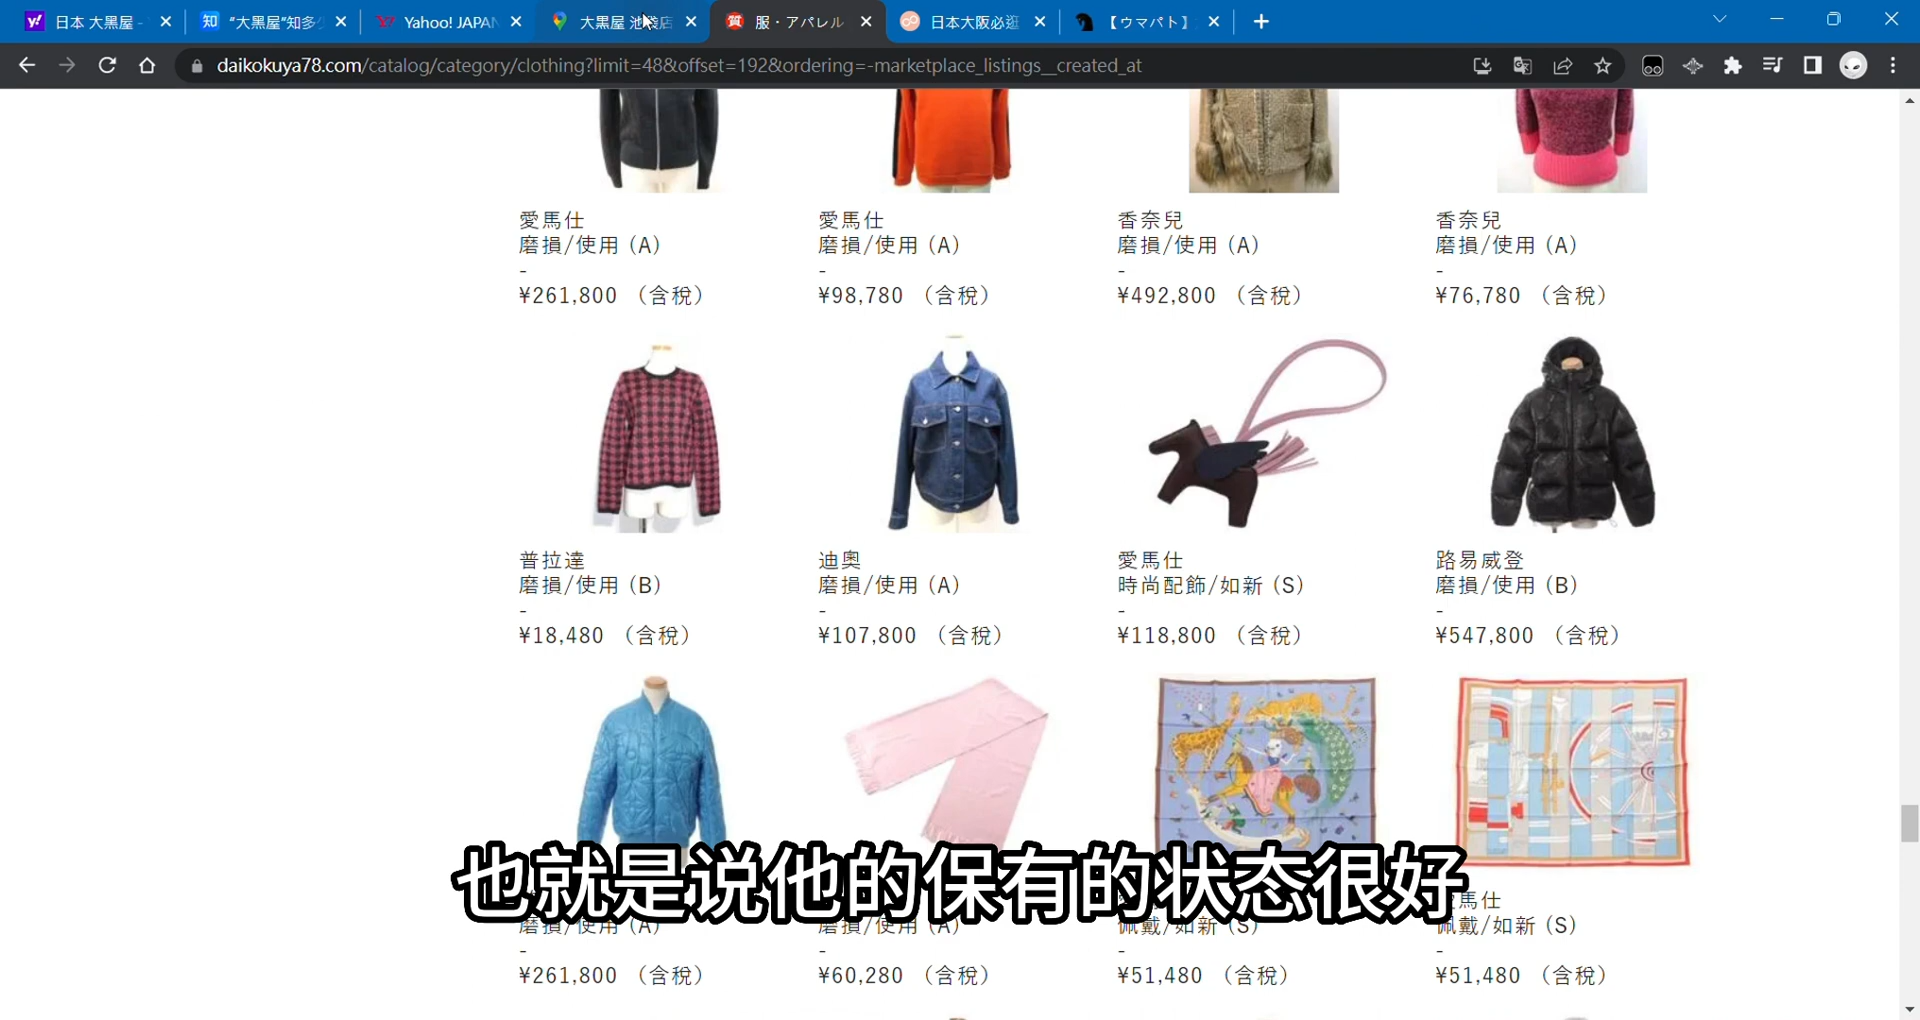 日本 大黒屋 -
"大黑屋"知多
Yahoo! JAPAN
大黒屋 池袋店
服・アパレル
日本大阪必逛
【ウマパト】
daikokuya78.com/catalog/category/clothing?limit=48&offset=192&ordering=-marketplace_listings__created_at
愛馬仕
磨損/使用 (A)
-
¥261,800 （含稅）
愛馬仕
磨損/使用 (A)
-
¥98,780 （含稅）
香奈兒
磨損/使用 (A)
-
¥492,800 （含稅）
香奈兒
磨損/使用 (A)
-
¥76,780 （含稅）
普拉達
磨損/使用 (B)
-
¥18,480 （含稅）
迪奧
磨損/使用 (A)
-
¥107,800 （含稅）
愛馬仕
時尚配飾/如新 (S)
-
¥118,800 （含稅）
路易威登
磨損/使用 (B)
-
¥547,800 （含稅）
也就是说他的保有的状态很好
磨損/使用 (A)
-
¥261,800 （含稅）
磨損/使用 (A)
-
¥60,280 （含稅）
佩戴/如新 (S)
-
¥51,480 （含稅）
馬仕
佩戴/如新 (S)
-
¥51,480 （含稅）